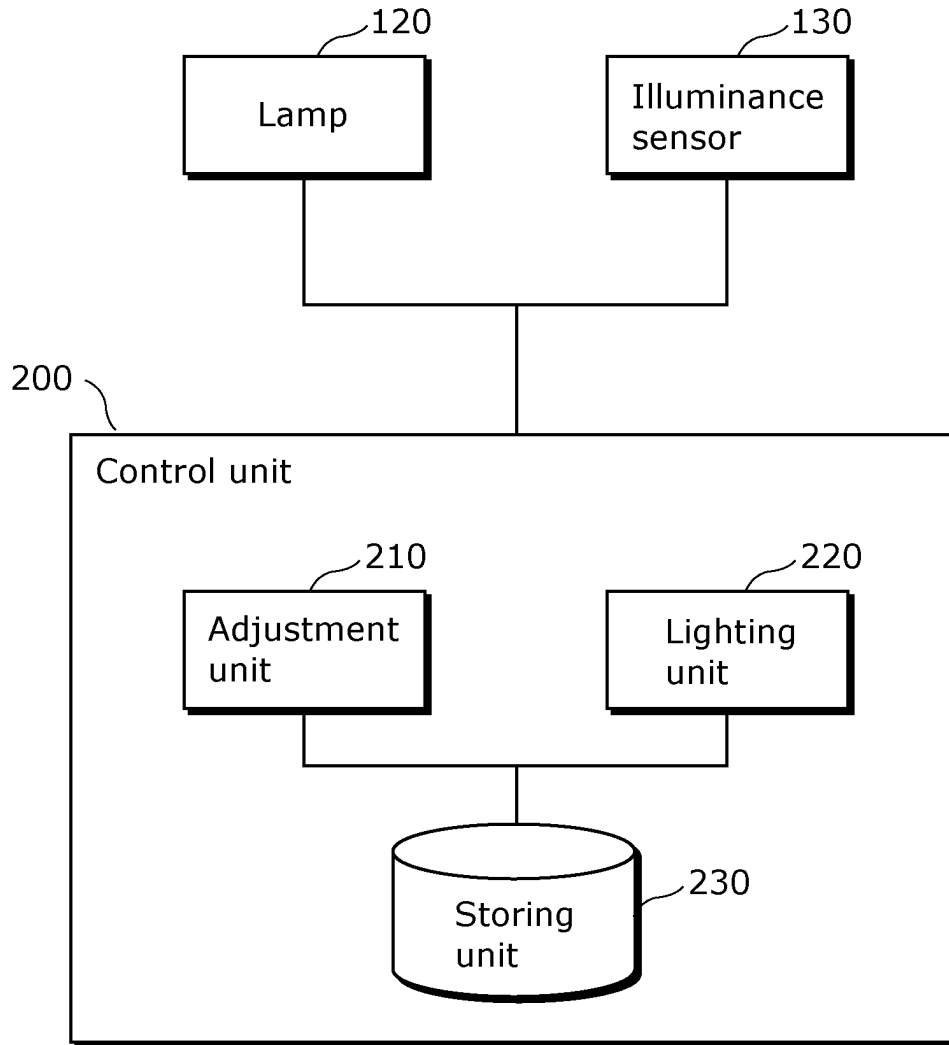 120
130
Lamp
Illuminance
sensor
200
Control unit
210
220
Adjustment
unit
Lighting
unit
230
Storing
unit